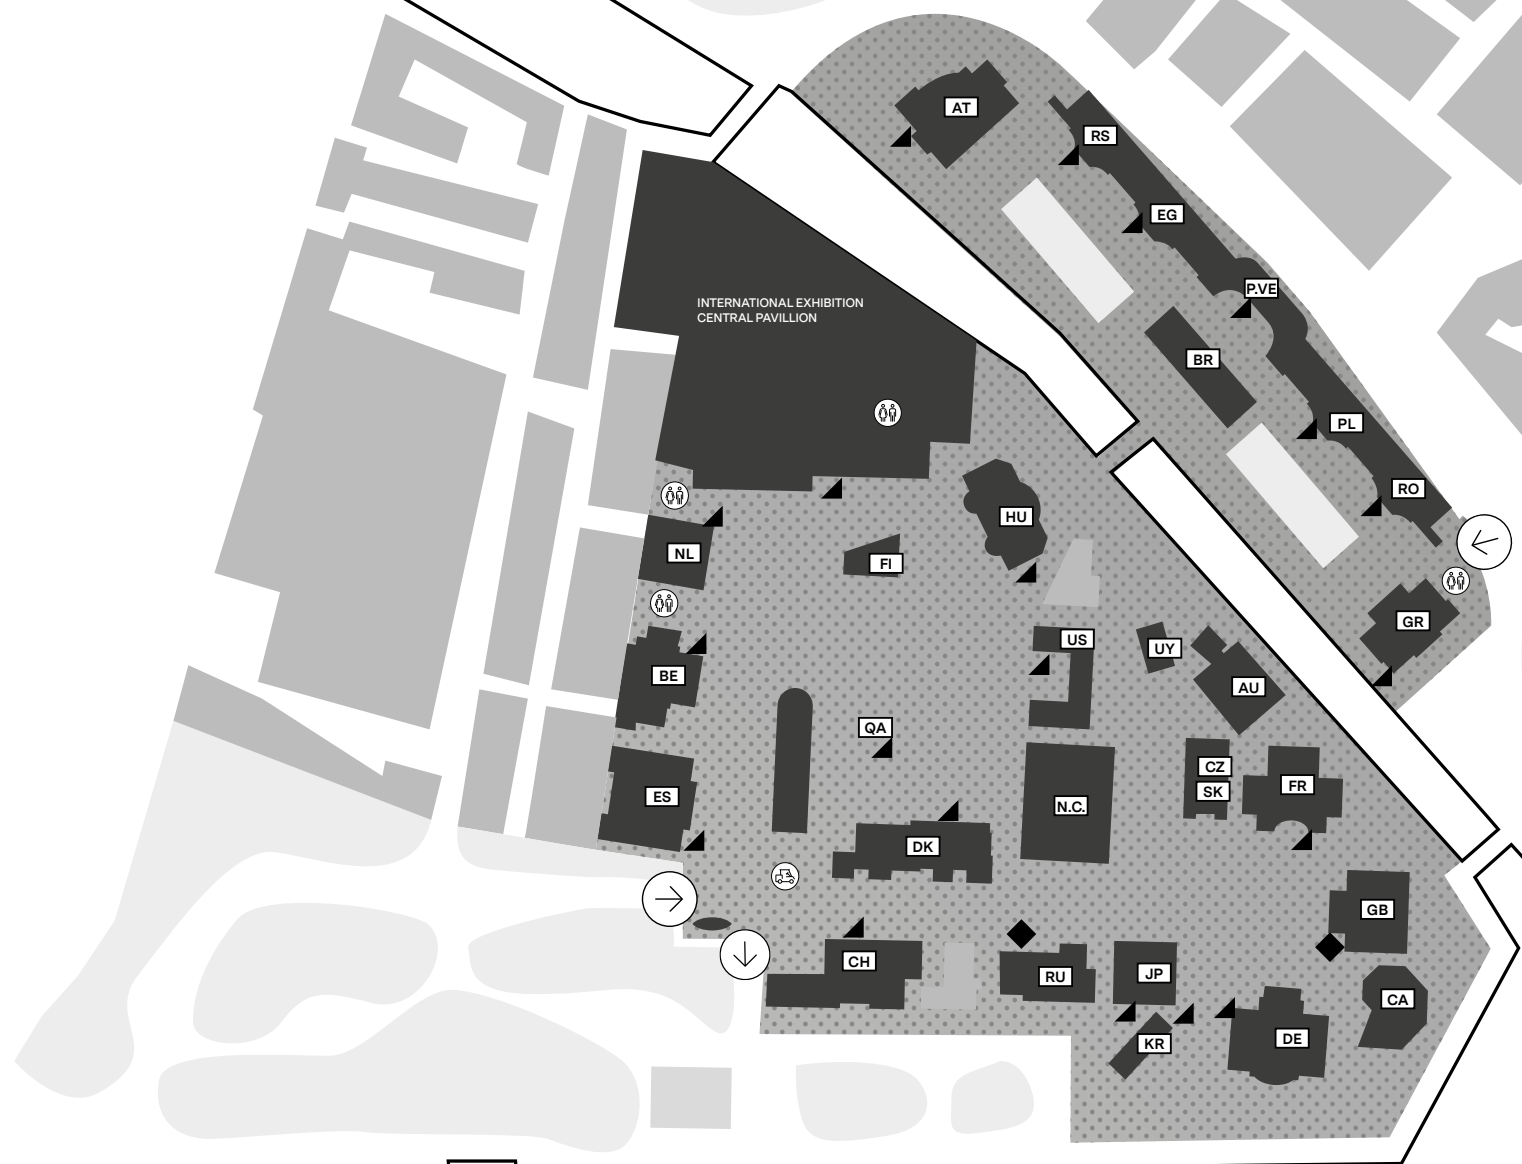 AT
RS
EG
P.VE
INTERNATIONAL EXHIBITION
CENTRAL PAVILLION
BR
PL
RO
HU
NL
FI
GR
US
UY
BE
AU
QA
CZ
SK
FR
ES
N.C.
DK
GB
CH
RU
JP
CA
KR
DE